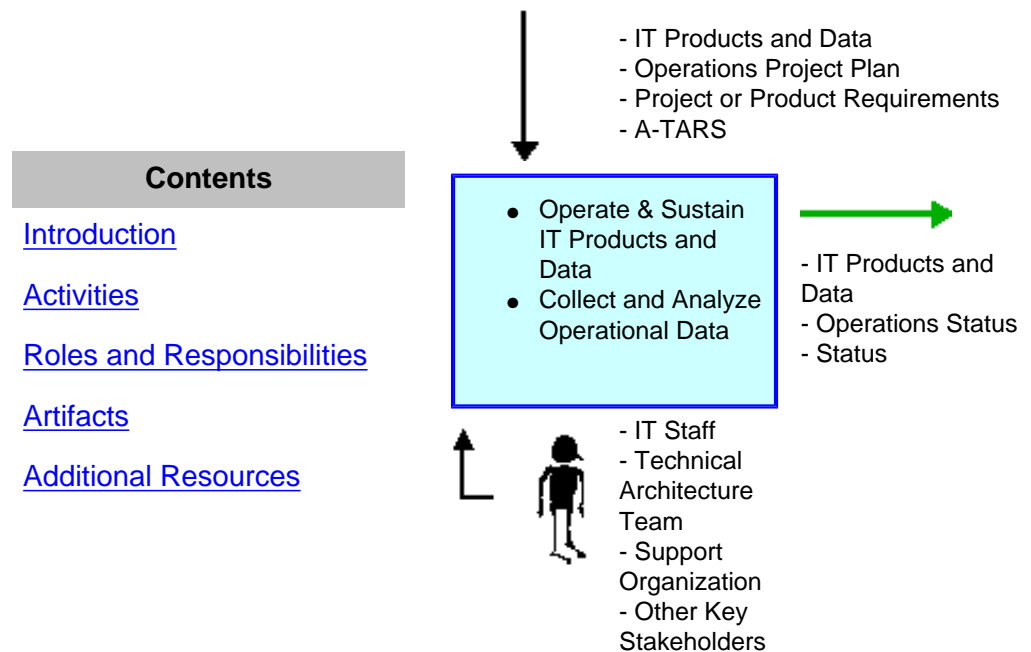 - IT Products and Data
- Operations Project Plan
- Project or Product Requirements
- A-TARS
Contents
Introduction
Activities
Roles and Responsibilities
Artifacts
Additional Resources
● Operate & Sustain
IT Products and
Data
● Collect and Analyze
Operational Data
- IT Products and
Data
- Operations Status
- Status
- IT Staff
- Technical
Architecture
Team
- Support
Organization
- Other Key
Stakeholders